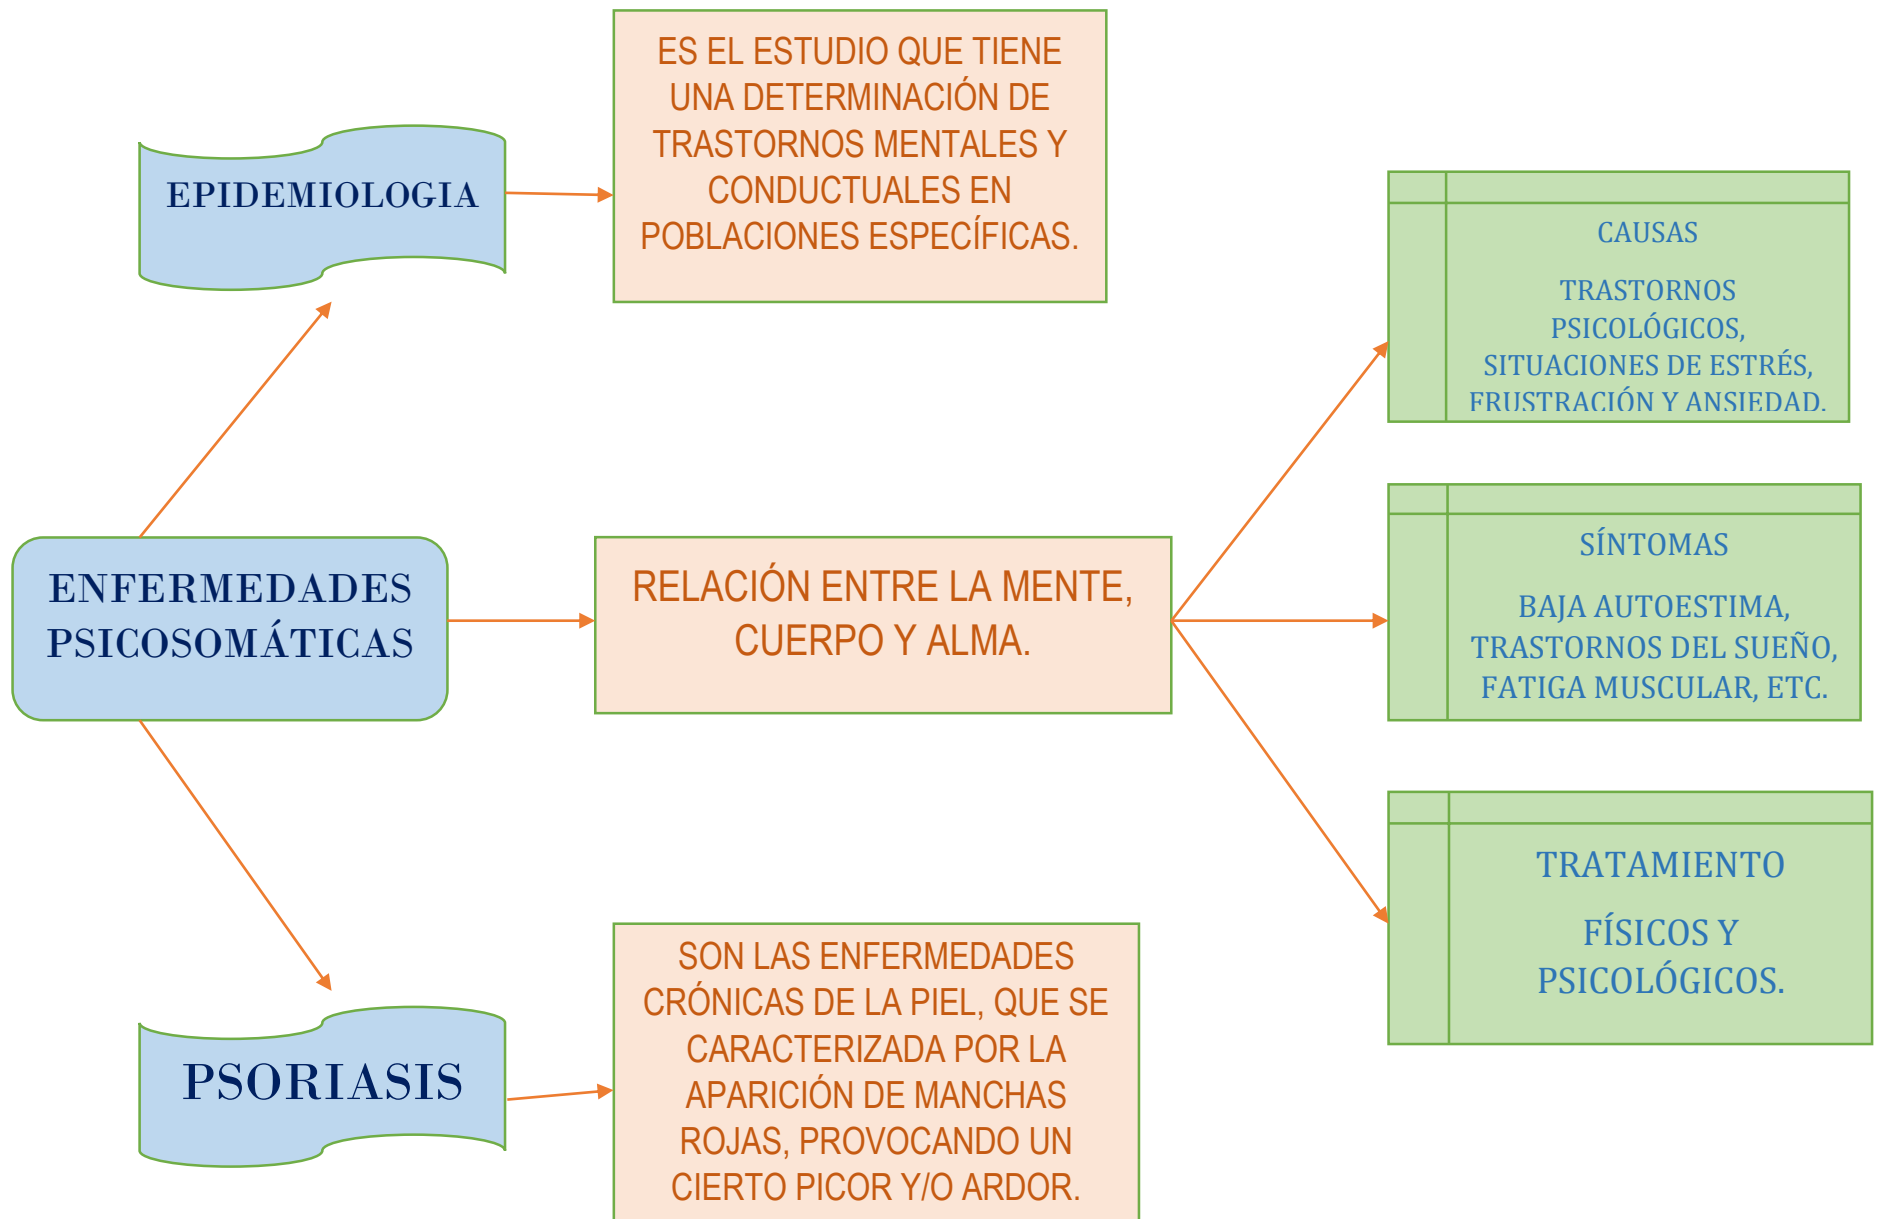 EPIDEMIOLOGIA
ES EL ESTUDIO QUE TIENE
UNA DETERMINACIÓN DE
TRASTORNOS MENTALES Y
CONDUCTUALES EN
POBLACIONES ESPECÍFICAS.
ENFERMEDADES
PSICOSOMÁTICAS
RELACIÓN ENTRE LA MENTE,
CUERPO Y ALMA.
CAUSAS
TRASTORNOS
PSICOLÓGICOS,
SITUACIONES DE ESTRÉS,
FRUSTRACIÓN Y ANSIEDAD.
SÍNTOMAS
BAJA AUTOESTIMA,
TRASTORNOS DEL SUEÑO,
FATIGA MUSCULAR, ETC.
TRATAMIENTO
FÍSICOS Y
PSICOLÓGICOS.
PSORIASIS
SON LAS ENFERMEDADES
CRÓNICAS DE LA PIEL, QUE SE
CARACTERIZADA POR LA
APARICIÓN DE MANCHAS
ROJAS, PROVOCANDO UN
CIERTO PICOR Y/O ARDOR.